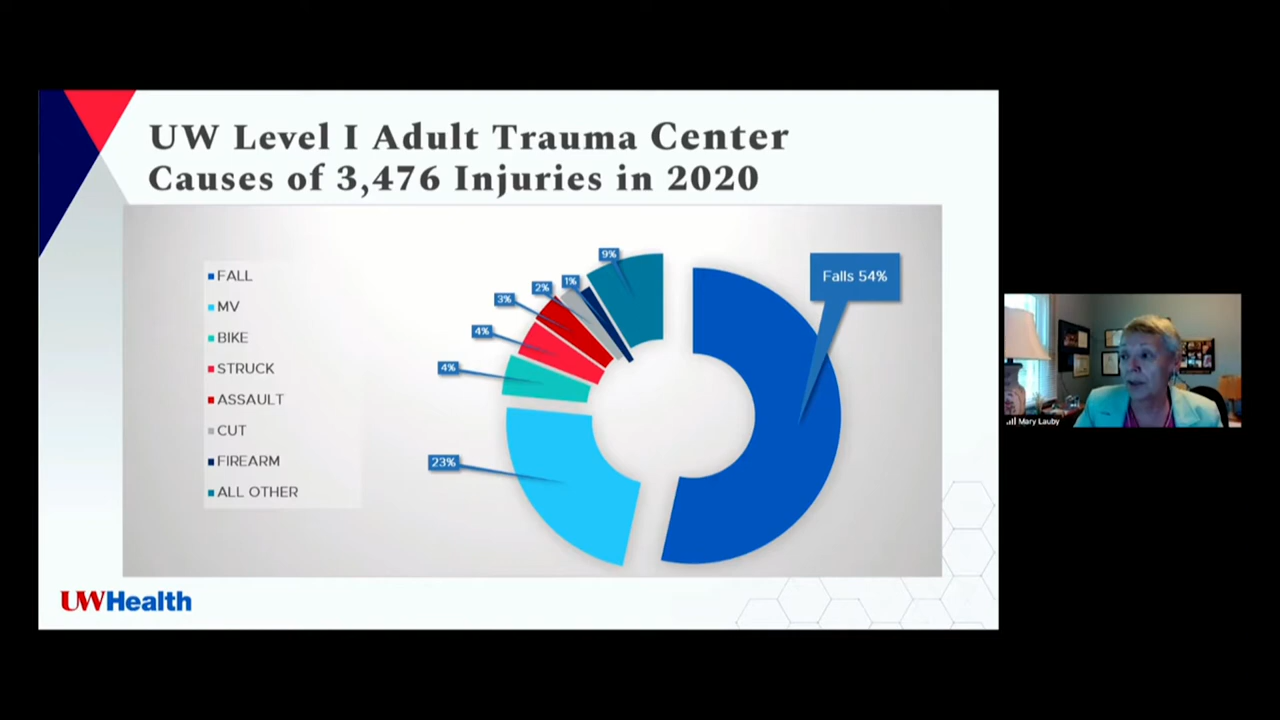 UW Level I Adult Trauma Center
Causes of 3,476 Injuries in 2020
FALL
MV
BIKE
STRUCK
ASSAULT
CUT
FIREARM
ALL OTHER
9%
1%
2%
3%
4%
4%
23%
Falls 54%
UWHealth
Mary Lauby